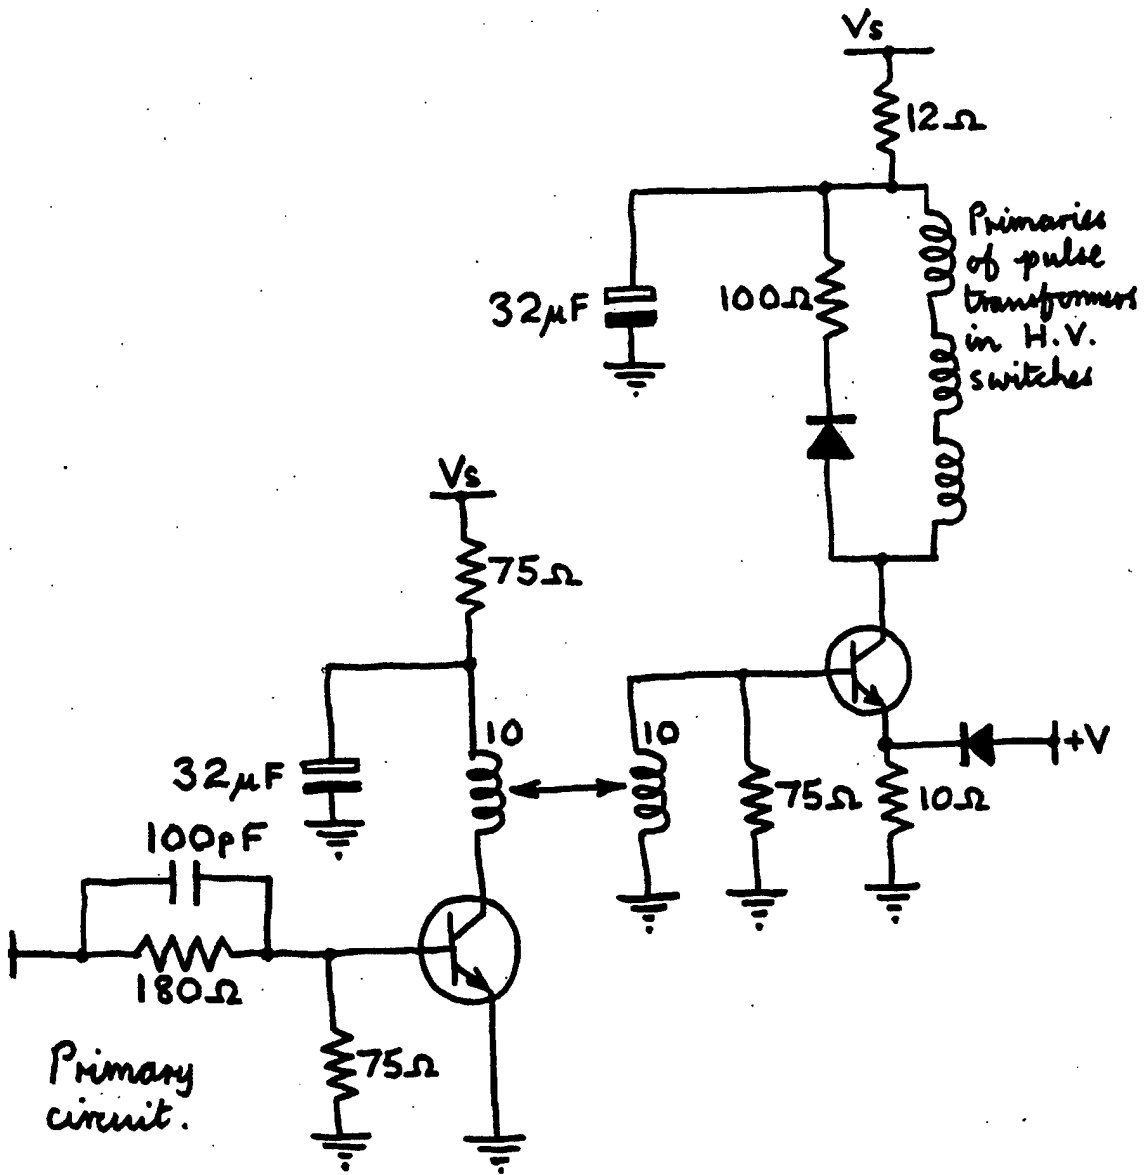 Vs
12Ω
Primaries
of pulse
transformers
in H.V.
switches
32μF
100Ω
Vs
75Ω
10
10
+V
32μF
75Ω
10Ω
100pF
180Ω
75Ω
Primary
circuit.